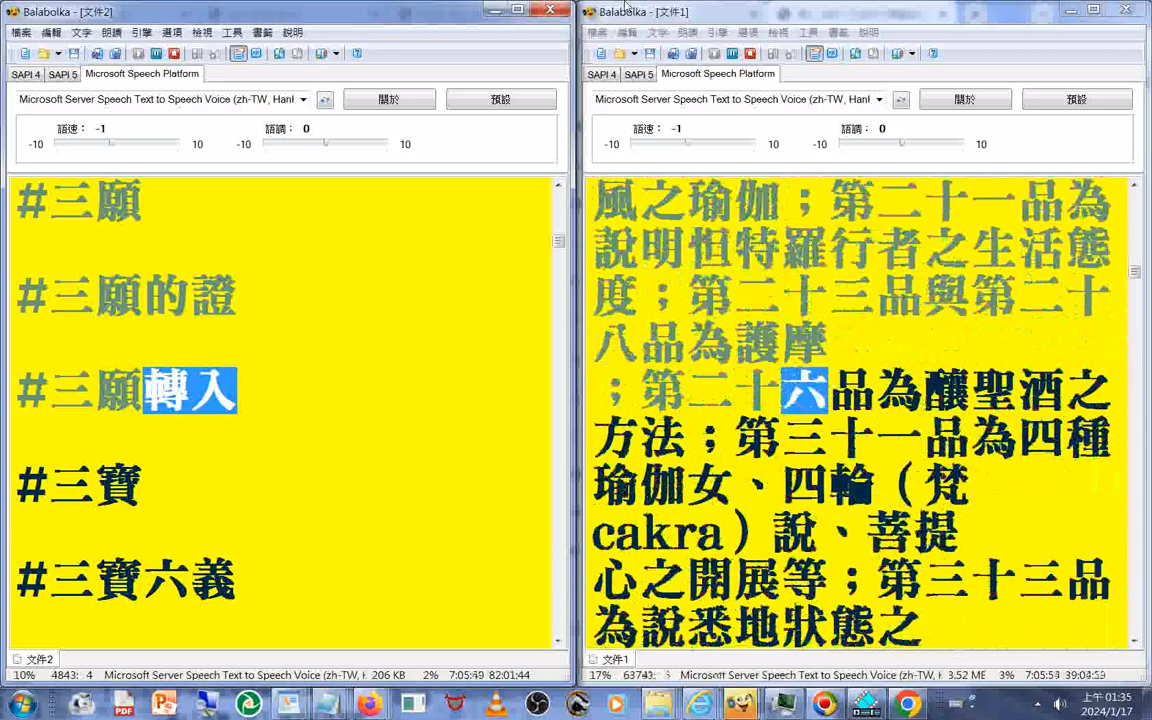 Balabolka - [文件2]
檔案 編輯 文字 朗讀 引擎 選項 檢視 工具 書籤 說明
SAPI 4 SAPI 5 Microsoft Speech Platform
Microsoft Server Speech Text to Speech Voice (zh-TW, Han
關於 預設
語速： -1 語調： 0
-10 10 -10 10
#三願
#三願的證
#三願轉入
#三寶
#三寶六義
文件2
10% 4843: 4 Microsoft Server Speech Text to Speech Voice (zh-TW, H 206 KB 2% 7:05:49 82:01:44
Balabolka - [文件1]
檔案 編輯 文字 朗讀 引擎 選項 檢視 工具 書籤 說明
SAPI 4 SAPI 5 Microsoft Speech Platform
Microsoft Server Speech Text to Speech Voice (zh-TW, Han
關於 預設
語速： -1 語調： 0
-10 10 -10 10
風之瑜伽；第二十一品為
說明怛特羅行者之生活態
度；第二十三品與第二十
八品為護摩
；第二十六品為釀聖酒之
方法；第三十一品為四種
瑜伽女、四輪（梵
cakra）說、菩提
心之開展等；第三十三品
為說悉地狀態之
文件1
17% Microsoft Server Speech Text to Speech Voice (zh-TW, H 3.52 MB 3% 7:05:54
上午 01:35
2024/1/17